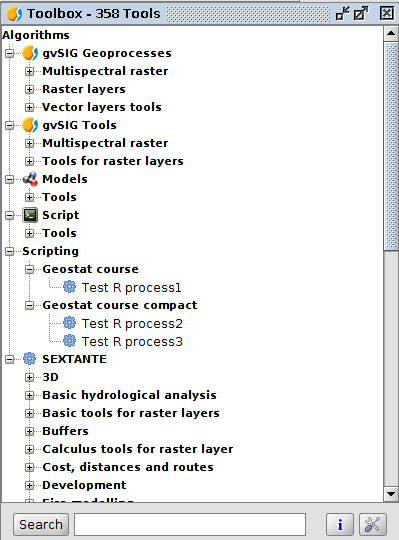 Toolbox - 358 Tools
Algorithms
gvSIG Geoprocesses
Multispectral raster
Raster layers
Vector layers tools
gvSIG Tools
Multispectral raster
Tools for raster layers
Models
Tools
Script
Tools
Scripting
Geostat course
Test R process1
Geostat course compact
Test R process2
Test R process3
SEXTANTE
3D
Basic hydrological analysis
Basic tools for raster layers
Buffers
Calculus tools for raster layer
Cost, distances and routes
Development
Fire modelling
Search
i